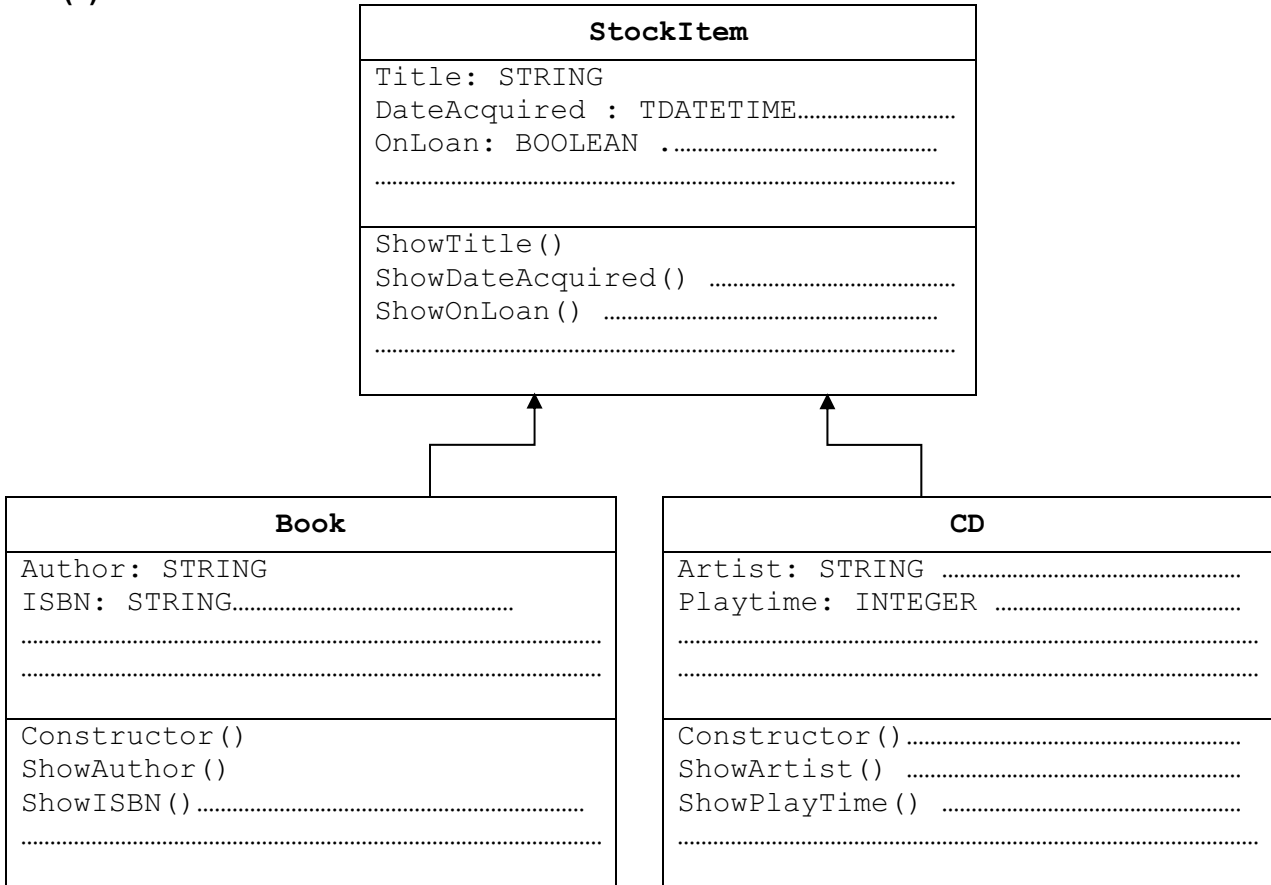 StockItem
Title: STRING
DateAcquired : TDATETIME..............................
OnLoan: BOOLEAN ...............................................
.................................................................................................
ShowTitle()
ShowDateAcquired() ..........................................
ShowOnLoan() ........................................................
.................................................................................................
Book
Author: STRING
ISBN: STRING...............................................
.................................................................................................
.................................................................................................
Constructor()
ShowAuthor()
ShowISBN().................................................................
.................................................................................................
CD
Artist: STRING ..................................................
Playtime: INTEGER .........................................
.................................................................................................
.................................................................................................
Constructor()........................................................
ShowArtist() ........................................................
ShowPlayTime() ..................................................
.................................................................................................